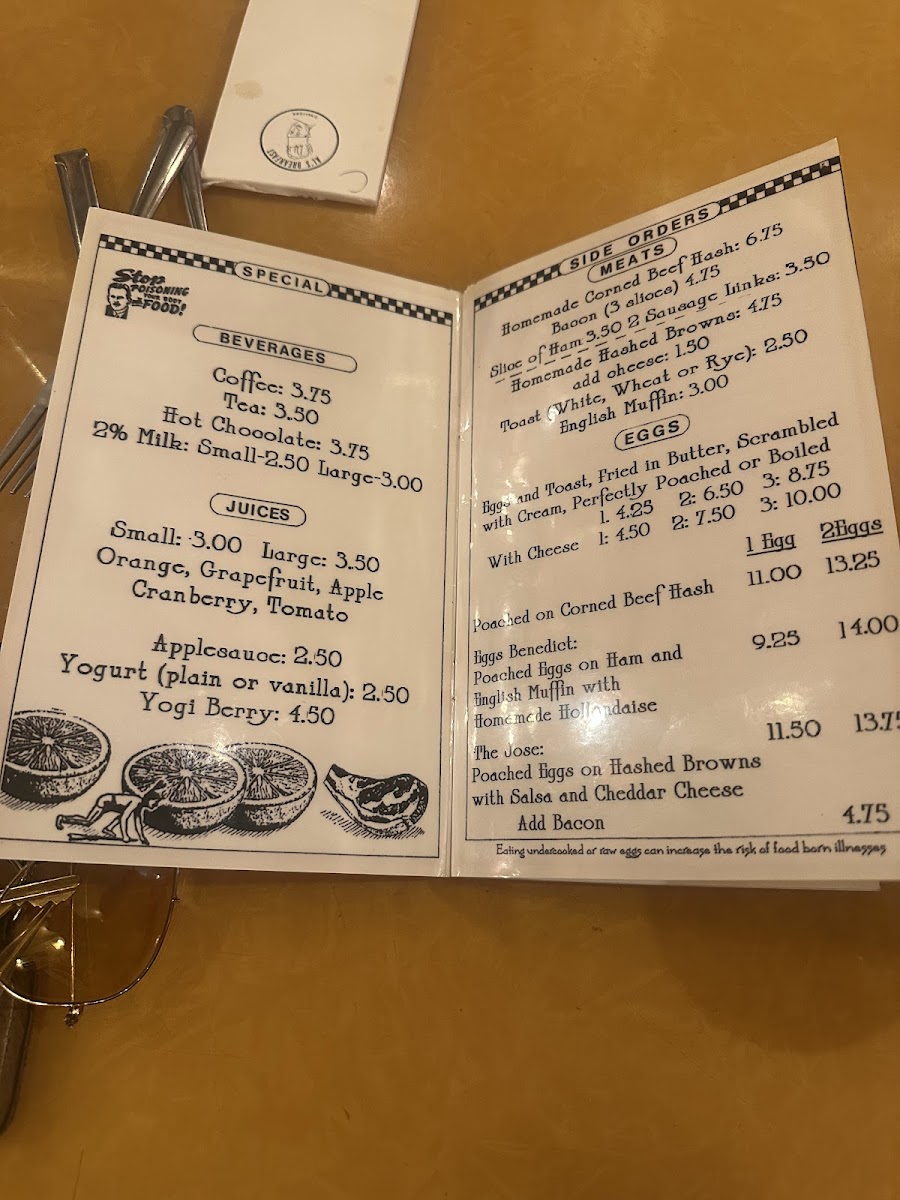 AL'S BREAKFAST
SPECIAL
Stop
POISONING
YOUR BODY
with FOOD!
BEVERAGES
Coffee: 3.75
Tea: 3.50
Hot Chocolate: 3.75
2% Milk: Small-2.50 Large-3.00
JUICES
Small: 3.00 Large: 3.50
Orange, Grapefruit, Apple
Cranberry, Tomato
Applesauce: 2.50
Yogurt (plain or vanilla): 2.50
Yogi Berry: 4.50
SIDE ORDERS
MEATS
Homemade Corned Beef Hash: 6.75
Bacon (3 slices) 4.75
Slice of Ham 3.50 2 Sausage Links: 3.50
Homemade Hashed Browns: 4.75
add cheese: 1.50
Toast (White, Wheat or Rye): 2.50
English Muffin: 3.00
EGGS
Eggs and Toast, Fried in Butter, Scrambled
with Cream, Perfectly Poached or Boiled
1. 4.25 2: 6.50 3: 8.75
With Cheese 1: 4.50 2: 7.50 3: 10.00
1 Egg 2Eggs
Poached on Corned Beef Hash 11.00 13.25
Eggs Benedict: 9.25 14.00
Poached Eggs on Ham and
English Muffin with
Homemade Hollandaise
The Jose: 11.50 13.75
Poached Eggs on Hashed Browns
with Salsa and Cheddar Cheese
Add Bacon 4.75
Eating undercooked or raw eggs can increase the risk of food born illnesses